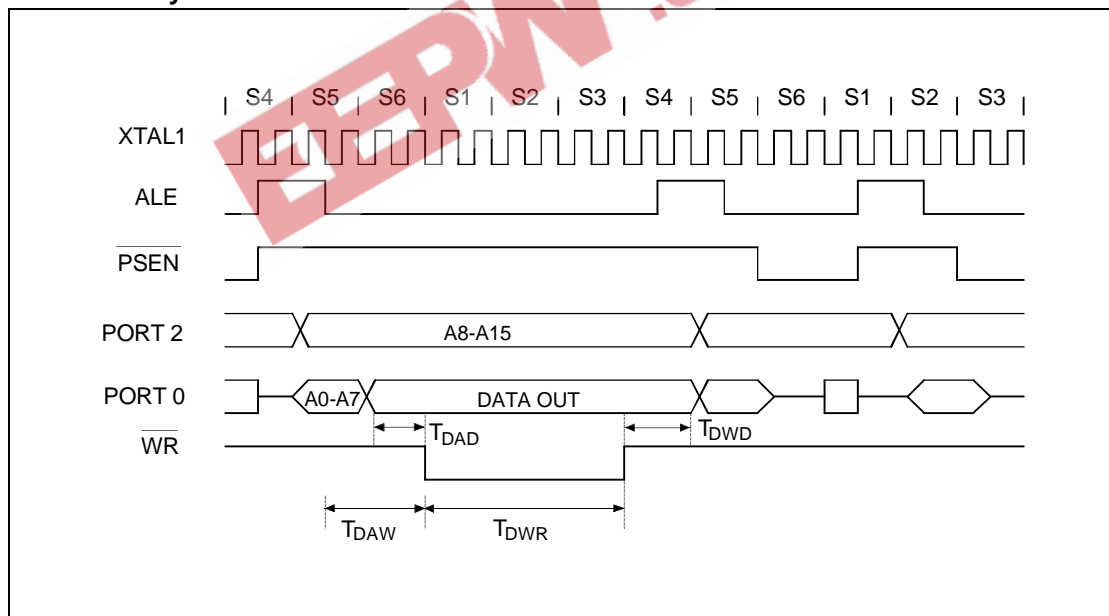 S4 S5 S6 S1 S2 S3 S4 S5 S6 S1 S2 S3
XTAL1
ALE
PSEN
PORT 2 A8-A15
PORT 0 A0-A7 DATA OUT
WR TDAD TDWD
TDAW TDWR
EEPW